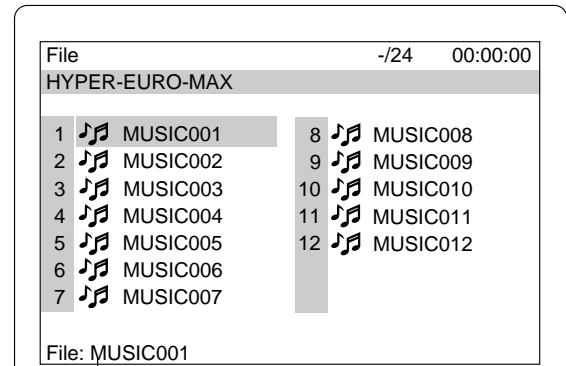 File -/24 00:00:00
HYPER-EURO-MAX
1 MUSIC001
2 MUSIC002
3 MUSIC003
4 MUSIC004
5 MUSIC005
6 MUSIC006
7 MUSIC007
8 MUSIC008
9 MUSIC009
10 MUSIC010
11 MUSIC011
12 MUSIC012
File: MUSIC001